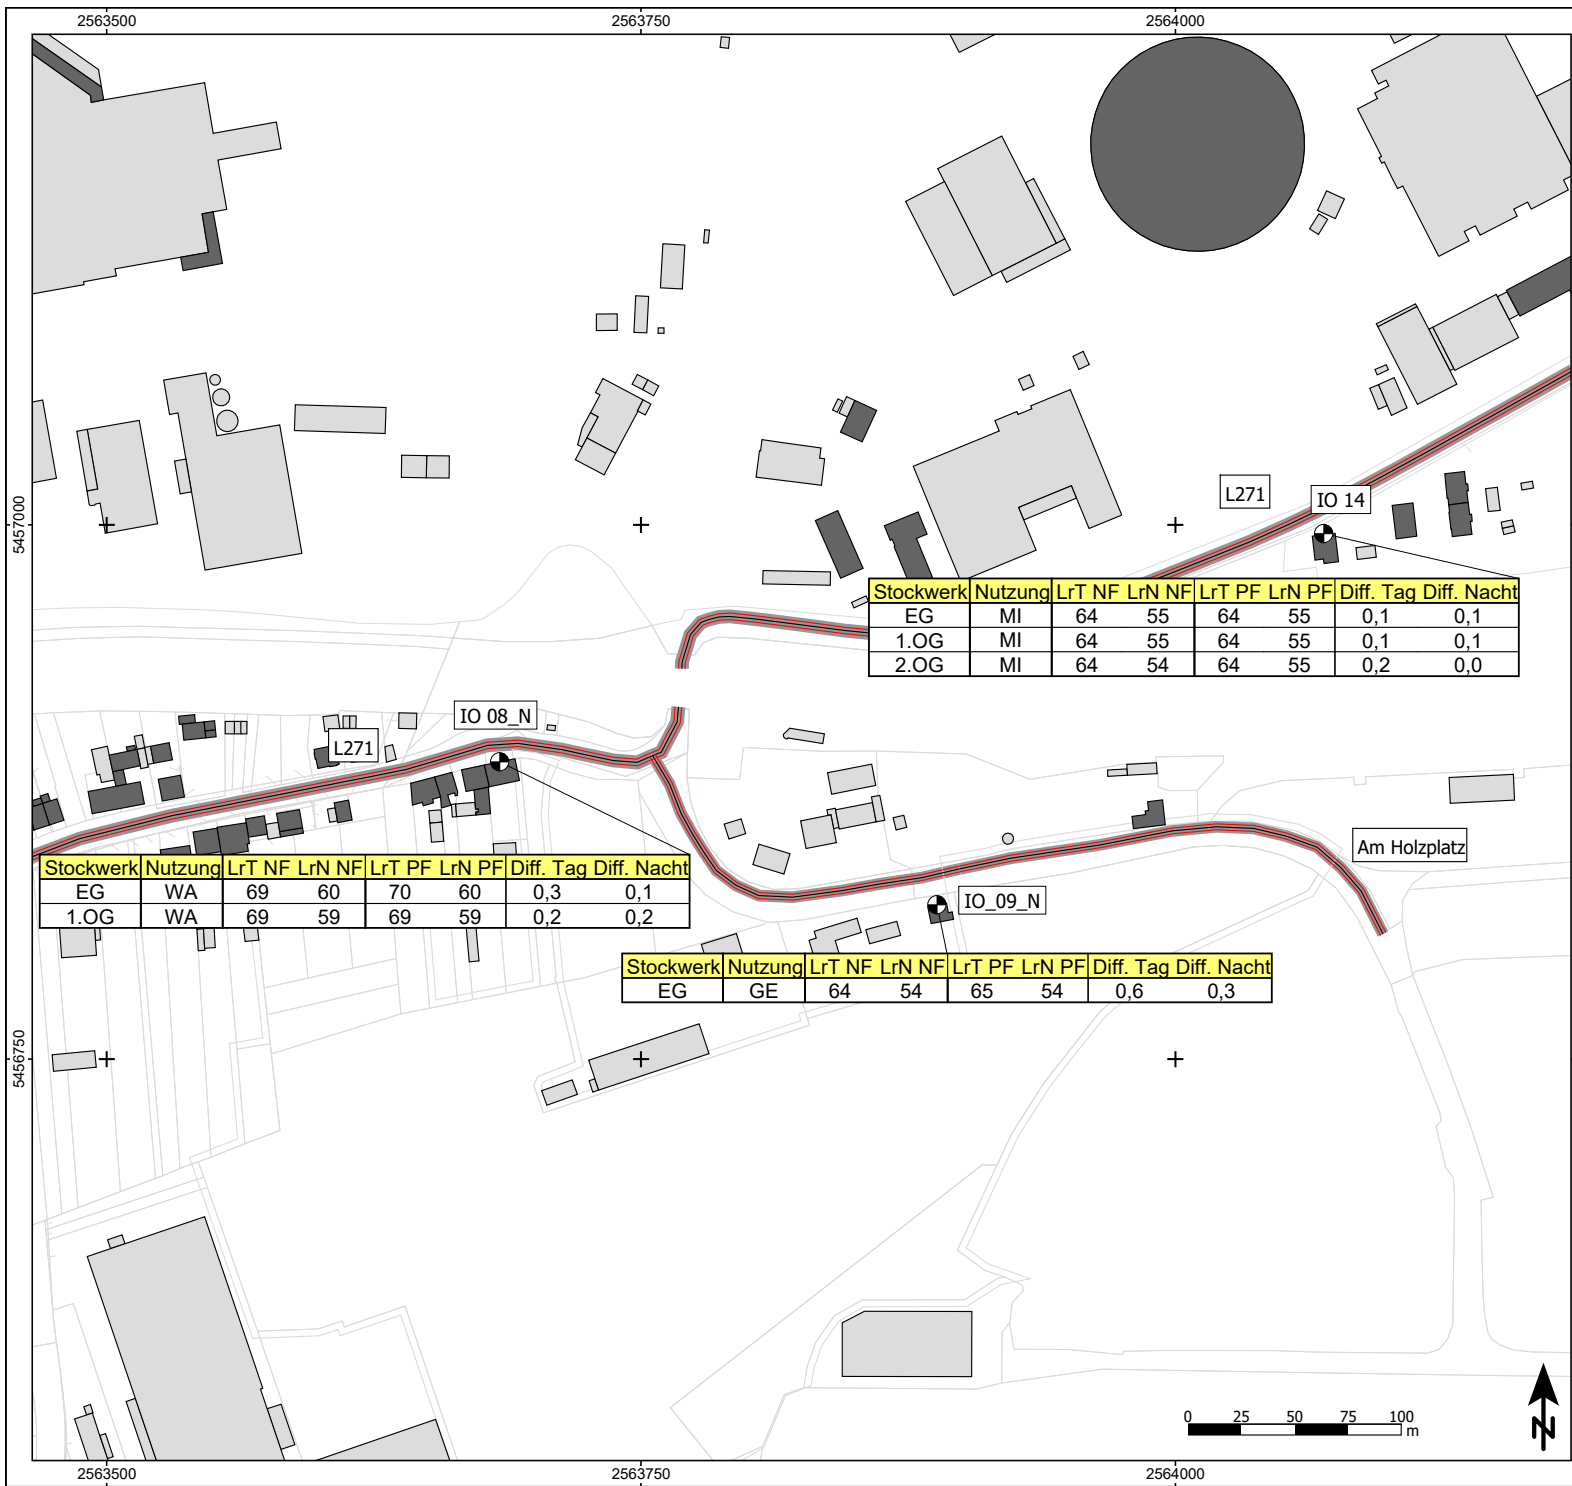 2563500 2563750 2564000
5457000
L271
IO 14
Stockwerk Nutzung LrT NF LrN NF LrT PF LrN PF Diff. Tag Diff. Nacht
EG MI 64 55 64 55 0,1 0,1
1.OG MI 64 55 64 55 0,1 0,1
2.OG MI 64 54 64 55 0,2 0,0
IO 08_N
L271
Am Holzplatz
Stockwerk Nutzung LrT NF LrN NF LrT PF LrN PF Diff. Tag Diff. Nacht
EG WA 69 60 70 60 0,3 0,1
1.OG WA 69 59 69 59 0,2 0,2
IO_09_N
Stockwerk Nutzung LrT NF LrN NF LrT PF LrN PF Diff. Tag Diff. Nacht
EG GE 64 54 65 54 0,6 0,3
5456750
0 25 50 75 100
m
N
2563500 2563750 2564000